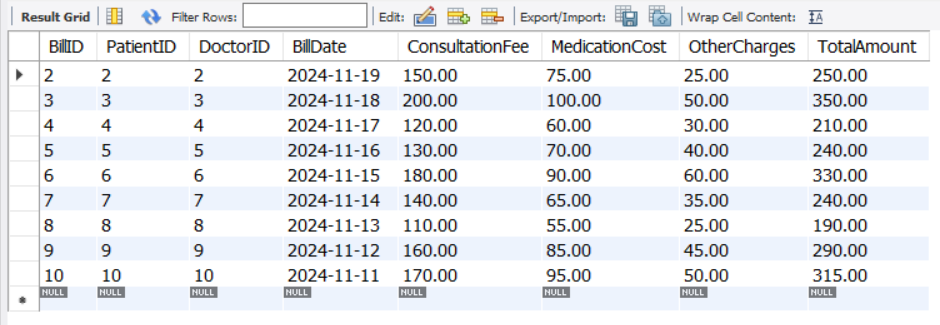 Result Grid Filter Rows: Edit: Export/Import: Wrap Cell Content: IA
BillID PatientID DoctorID BillDate ConsultationFee MedicationCost OtherCharges TotalAmount
2 2 2 2024-11-19 150.00 75.00 25.00 250.00
3 3 3 2024-11-18 200.00 100.00 50.00 350.00
4 4 4 2024-11-17 120.00 60.00 30.00 210.00
5 5 5 2024-11-16 130.00 70.00 40.00 240.00
6 6 6 2024-11-15 180.00 90.00 60.00 330.00
7 7 7 2024-11-14 140.00 65.00 35.00 240.00
8 8 8 2024-11-13 110.00 55.00 25.00 190.00
9 9 9 2024-11-12 160.00 85.00 45.00 290.00
10 10 10 2024-11-11 170.00 95.00 50.00 315.00
NULL NULL NULL NULL NULL NULL NULL NULL